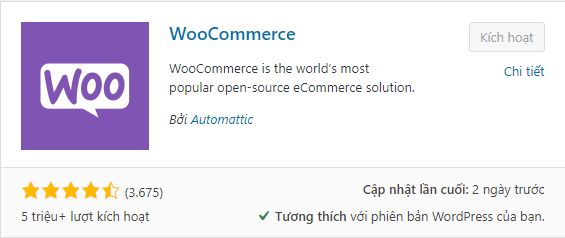 WOO
WooCommerce
Kích hoạt
WooCommerce is the world's most
popular open-source eCommerce solution.
Chi tiết
Bởi Automattic
(3.675)
5 triệu+ lượt kích hoạt
Cập nhật lần cuối: 2 ngày trước
Tương thích với phiên bản WordPress của bạn.